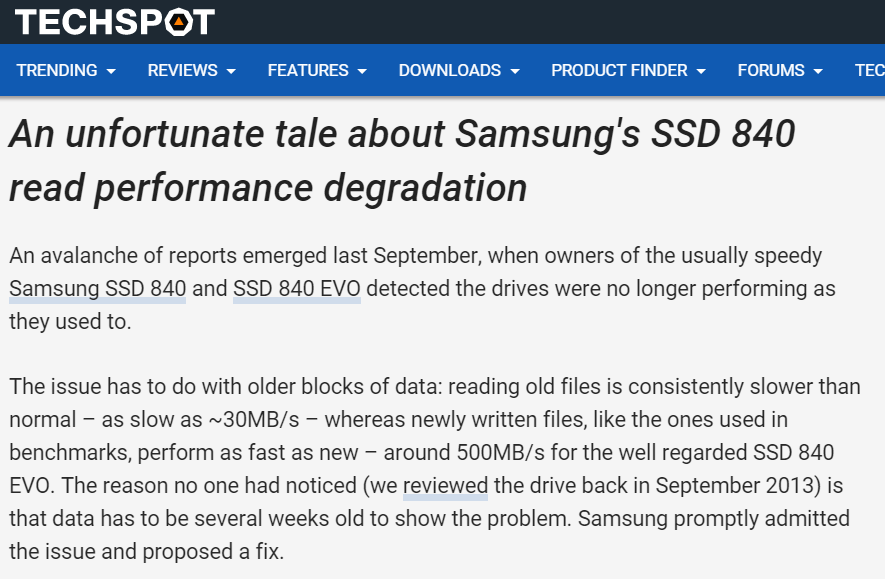 TECHSPOT
TRENDING REVIEWS FEATURES DOWNLOADS PRODUCT FINDER FORUMS TEC
An unfortunate tale about Samsung's SSD 840
read performance degradation
An avalanche of reports emerged last September, when owners of the usually speedy
Samsung SSD 840 and SSD 840 EVO detected the drives were no longer performing as
they used to.
The issue has to do with older blocks of data: reading old files is consistently slower than
normal – as slow as ~30MB/s – whereas newly written files, like the ones used in
benchmarks, perform as fast as new – around 500MB/s for the well regarded SSD 840
EVO. The reason no one had noticed (we reviewed the drive back in September 2013) is
that data has to be several weeks old to show the problem. Samsung promptly admitted
the issue and proposed a fix.